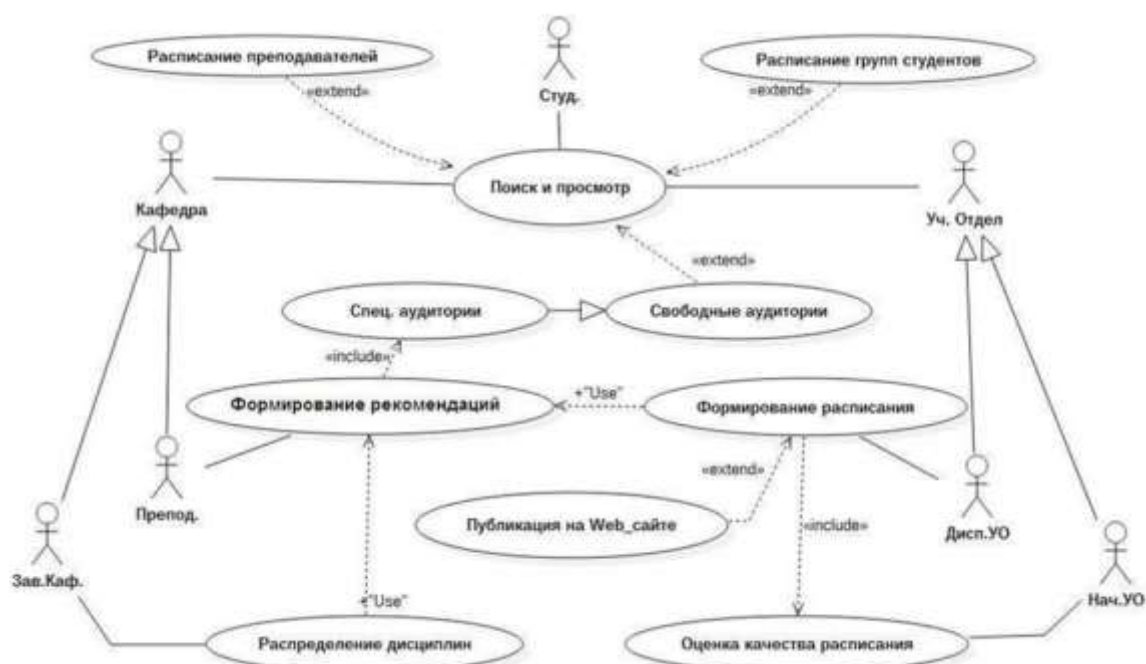 Расписание преподавателей
Расписание групп студентов
«extend»
Студ.
«extend»
Поиск и просмотр
Кафедра
Уч. Отдел
«extend»
Спец. аудитории
Свободные аудитории
«include»
Формирование рекомендаций
+"Use"
Формирование расписания
«extend»
Препод.
Публикация на Web_сайте
«include»
Дисп.УО
Зав.Каф.
Нач.УО
+"Use"
Распределение дисциплин
Оценка качества расписания